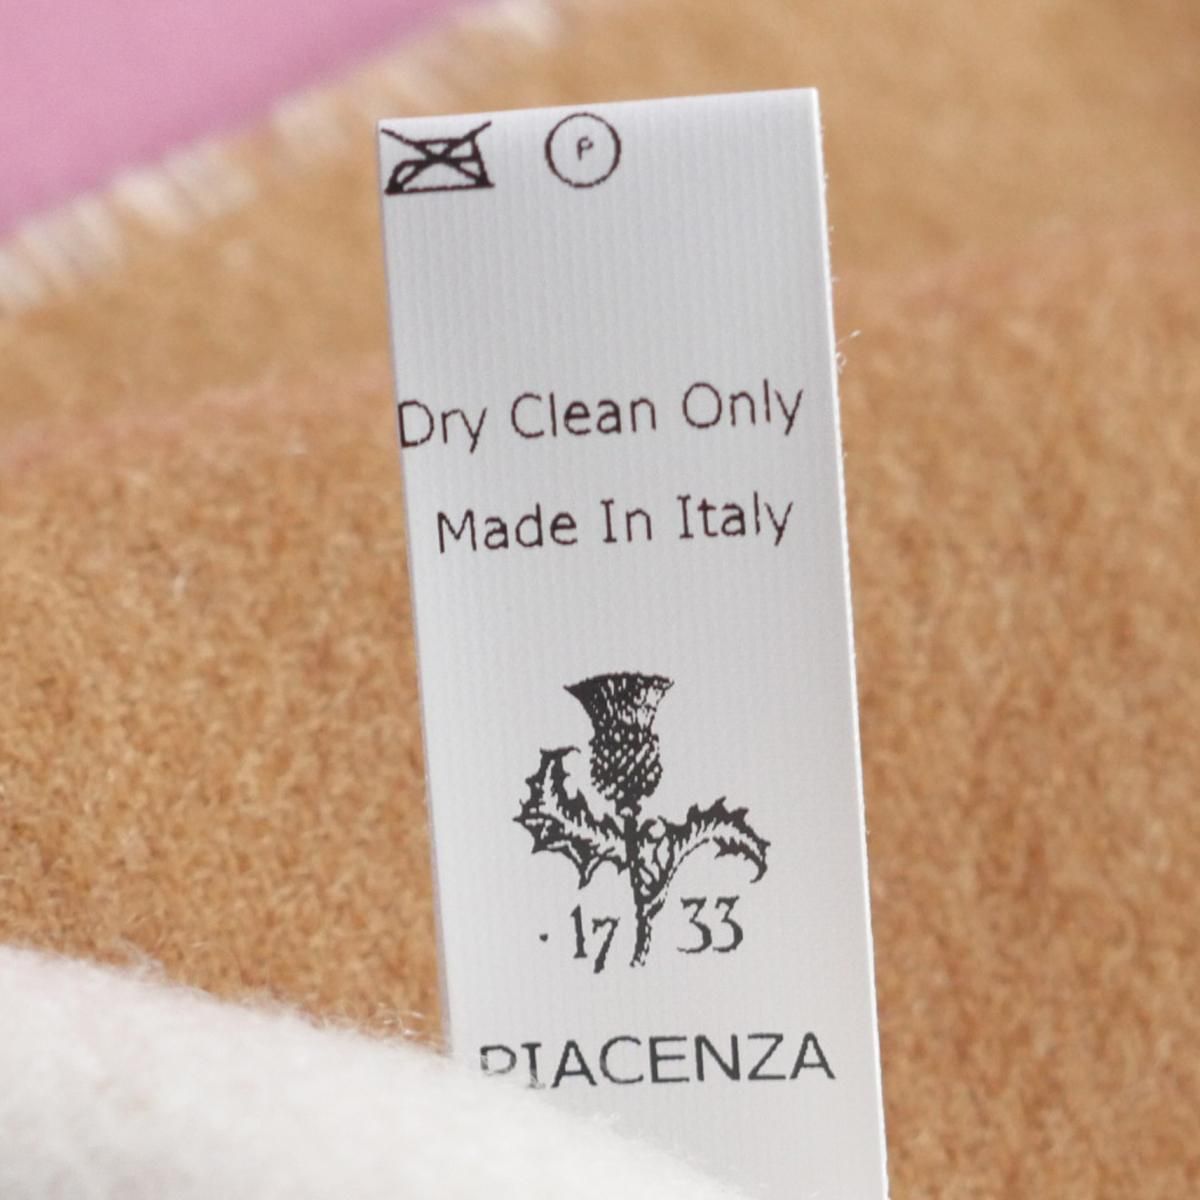 P
Dry Clean Only
Made In Italy
· 17 33
PIACENZA